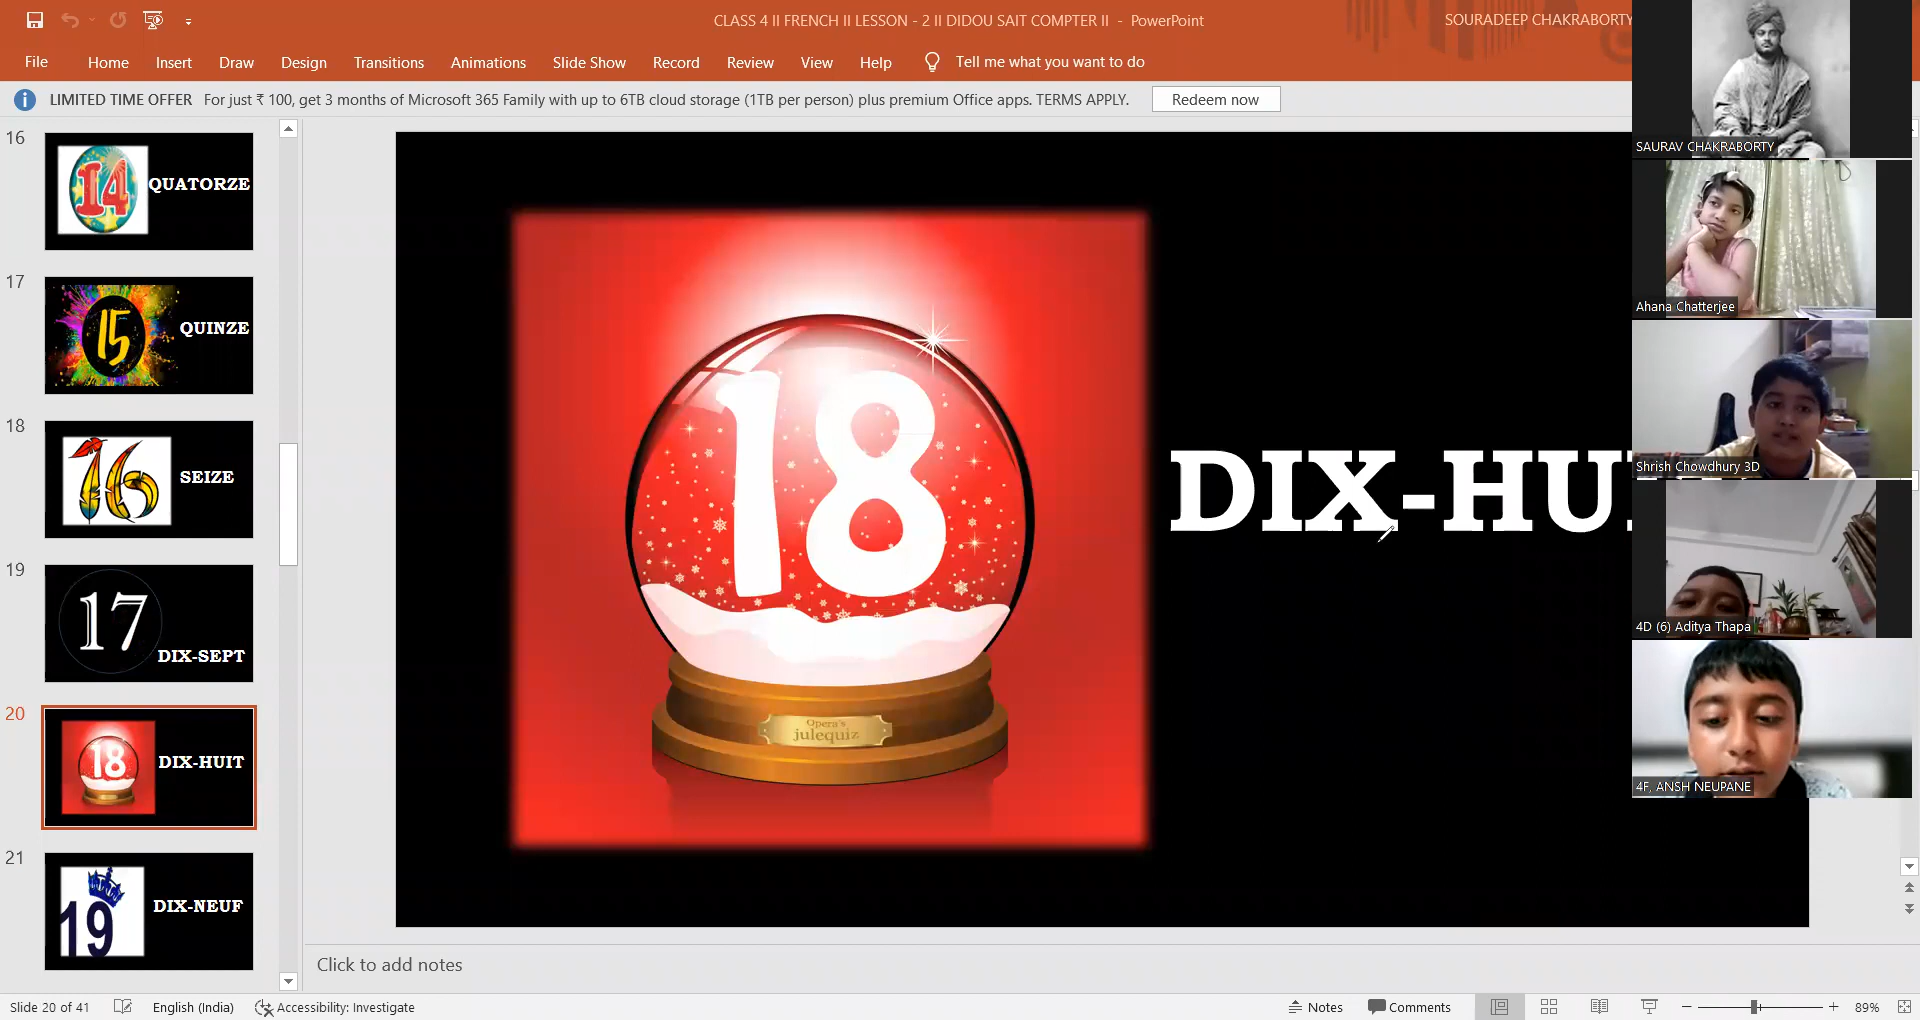 CLASS 4 II FRENCH II LESSON - 2 II DIDOU SAIT COMPTER II - PowerPoint
SOURADEEP CHAKRABORTY
File Home Insert Draw Design Transitions Animations Slide Show Record Review View Help Tell me what you want to do
LIMITED TIME OFFER For just ₹ 100, get 3 months of Microsoft 365 Family with up to 6TB cloud storage (1TB per person) plus premium Office apps. TERMS APPLY. Redeem now
16
14
QUATORZE
17
15
QUINZE
18
16
SEIZE
19
17
DIX-SEPT
20
18
DIX-HUIT
21
19
DIX-NEUF
18
Opera's
julequiz
DIX-HUI
SAURAV CHAKRABORTY
Ahana Chatterjee
Shrish Chowdhury 3D
4D (6) Aditya Thapa
4F, ANSH NEUPANE
Click to add notes
Slide 20 of 41 English (India) Accessibility: Investigate Notes Comments 89%